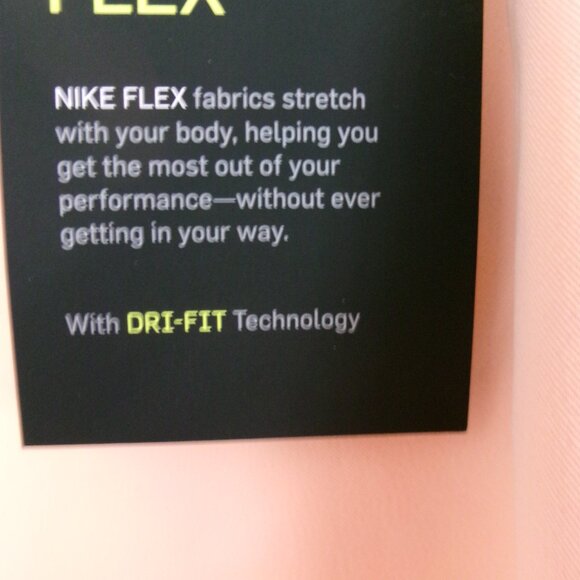 FLEX
NIKE FLEX fabrics stretch
with your body, helping you
get the most out of your
performance—without ever
getting in your way.
With DRI-FIT Technology